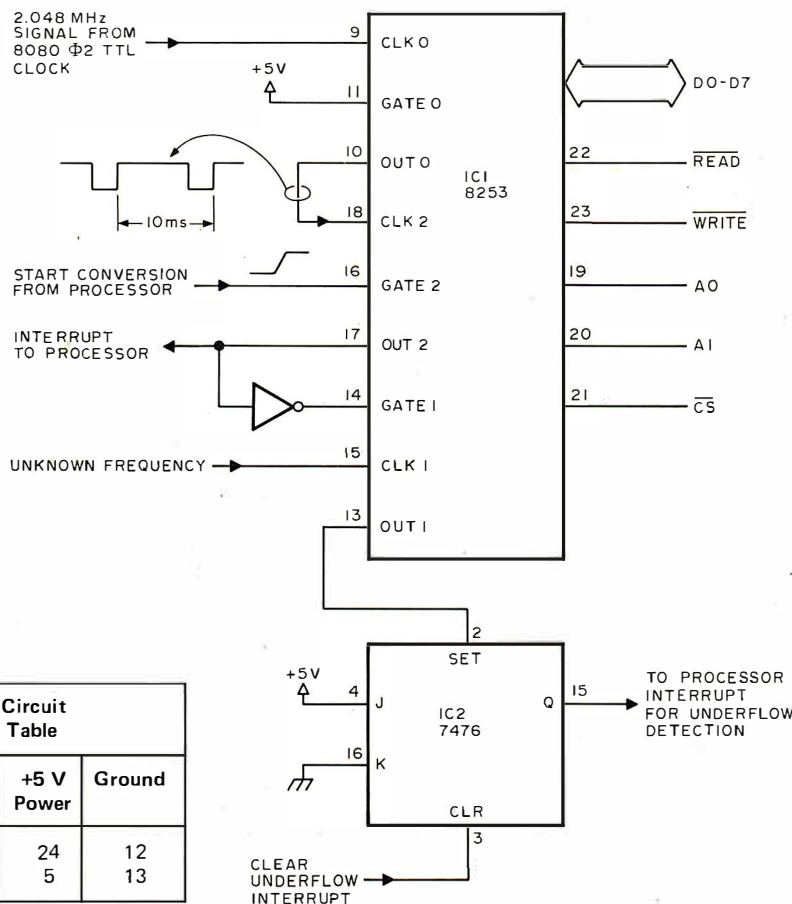 2.048 MHz
SIGNAL FROM
8080 Φ2 TTL
CLOCK
9
CLK 0
+5V
11
GATE 0
DO-D7
10
OUT 0
IC1
8253
22
READ
10ms
18
CLK 2
23
WRITE
START CONVERSION
FROM PROCESSOR
16
GATE 2
19
A0
INTERRUPT
TO PROCESSOR
17
OUT 2
20
A1
14
GATE 1
21
CS
UNKNOWN FREQUENCY
15
CLK 1
13
OUT 1
2
SET
+5V
4
J
IC2
7476
Q
15
TO PROCESSOR
INTERRUPT
FOR UNDERFLOW
DETECTION
16
K
CLR
3
CLEAR
UNDERFLOW
INTERRUPT
Circuit
Table
+5 V
Power
Ground
24 12
5 13